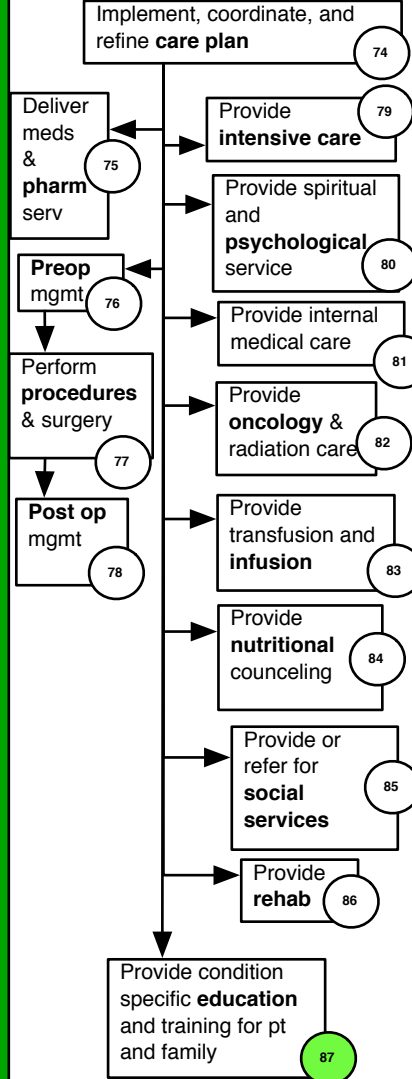 Implement, coordinate, and
refine care plan
74
Deliver
meds
&
pharm
serv
75
Provide
intensive care
79
Provide spiritual
and
psychological
service
80
Preop
mgmt
76
Provide internal
medical care
81
Perform
procedures
& surgery
77
Provide
oncology &
radiation care
82
Post op
mgmt
78
Provide
transfusion and
infusion
83
Provide
nutritional
counceling
84
Provide or
refer for
social
services
85
Provide
rehab
86
Provide condition
specific education
and training for pt
and family
87